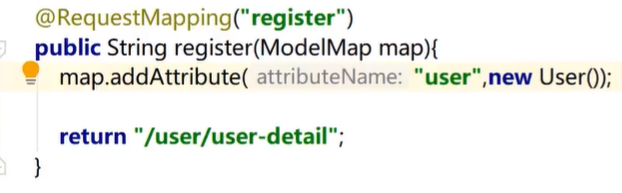 @RequestMapping("register")
public String register(ModelMap map){
map.addAttribute( attributeName: "user",new User());
return "/user/user-detail";
}